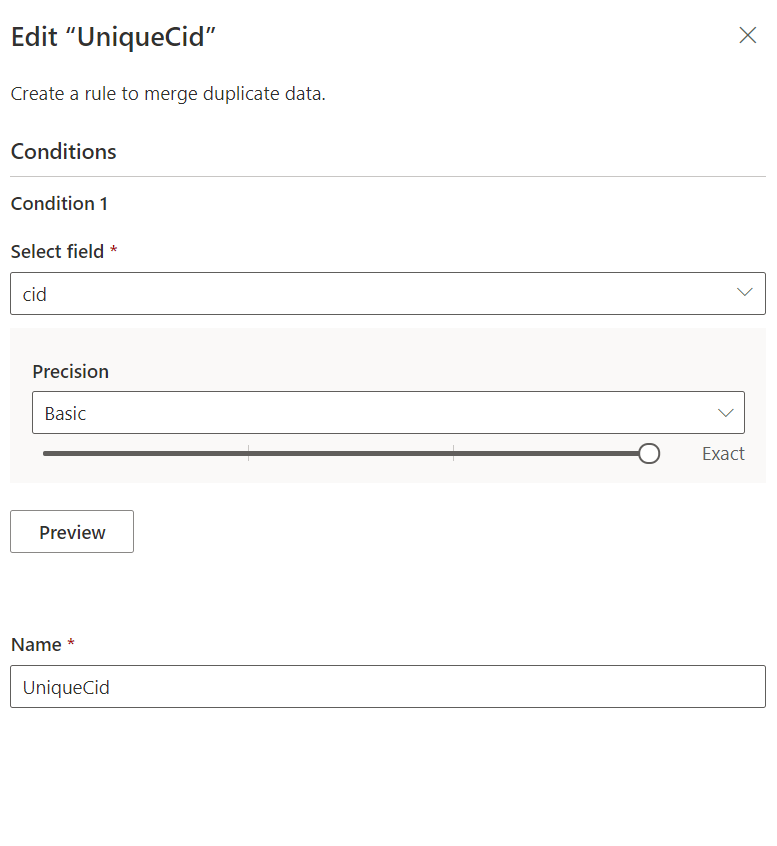 Edit “UniqueCid”
Create a rule to merge duplicate data.
Conditions
Condition 1
Select field *
cid
Precision
Basic
Exact
Preview
Name *
UniqueCid